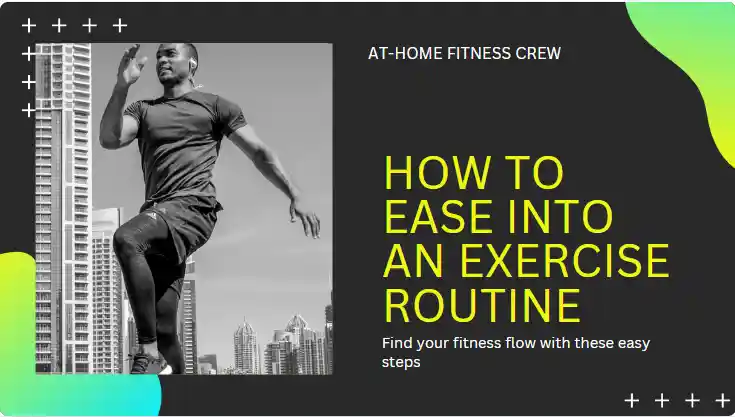 AT-HOME FITNESS CREW
HOW TO
EASE INTO
AN EXERCISE
ROUTINE
Find your fitness flow with these easy
steps